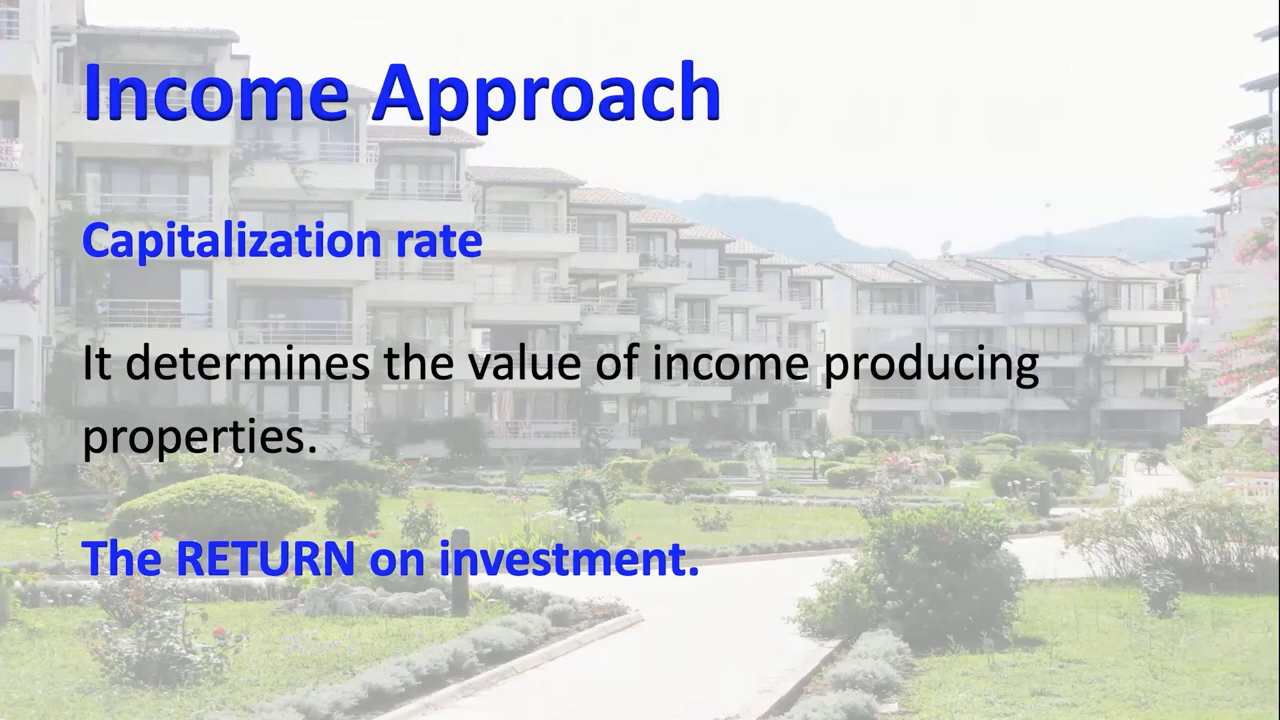 Income Approach
Capitalization rate
It determines the value of income producing
properties.
The RETURN on investment.